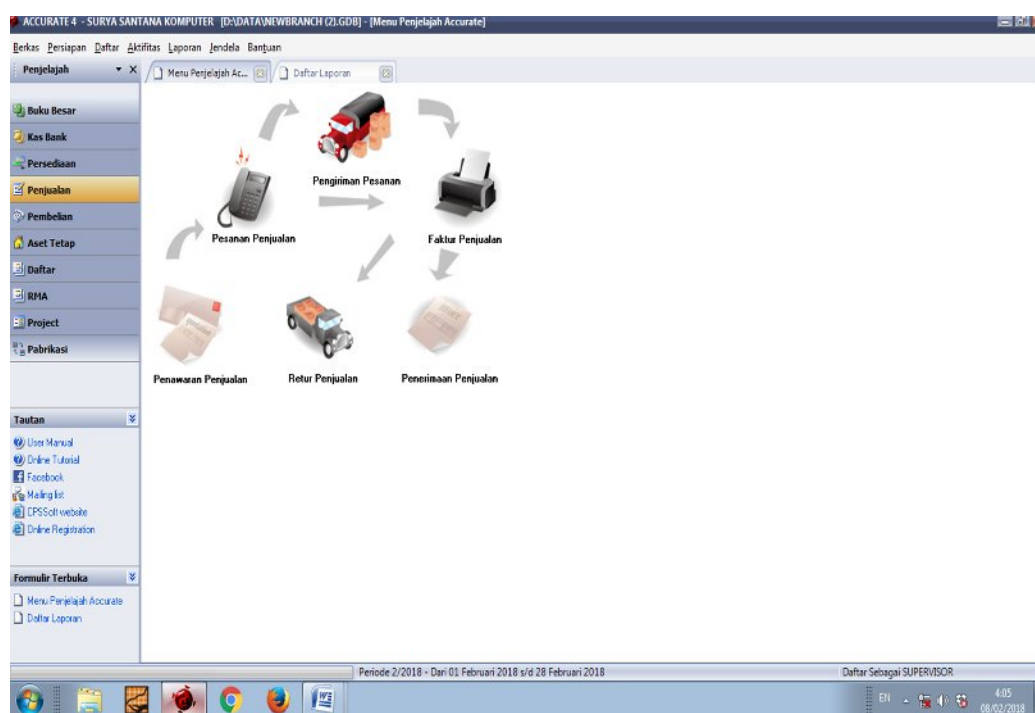 ACCURATE 4 - SURYA SANTANA KOMPUTER [D:\DATA\NEWBRANCH (2).GDB] - [Menu Penjelajah Accurate]
Berkas Persiapan Daftar Aktifitas Laporan Jendela Bantuan
Penjelajah
Menu Penjelajah Ac...
Daftar Laporan
Buku Besar
Kas Bank
Persediaan
Penjualan
Pembelian
Aset Tetap
Daftar
RMA
Project
Pabrikasi
Pengiriman Pesanan
Pesanan Penjualan
Faktur Penjualan
Penawaran Penjualan
Retur Penjualan
Penerimaan Penjualan
Tautan
User Manual
Online Tutorial
Facebook
Mailing list
CPSSoft website
Online Registration
Formulir Terbuka
Menu Penjelajah Accurate
Daftar Laporan
Periode 2/2018 - Dari 01 Februari 2018 s/d 28 Februari 2018
Daftar Sebagai SUPERVISOR
EN
4:05
08/02/2018